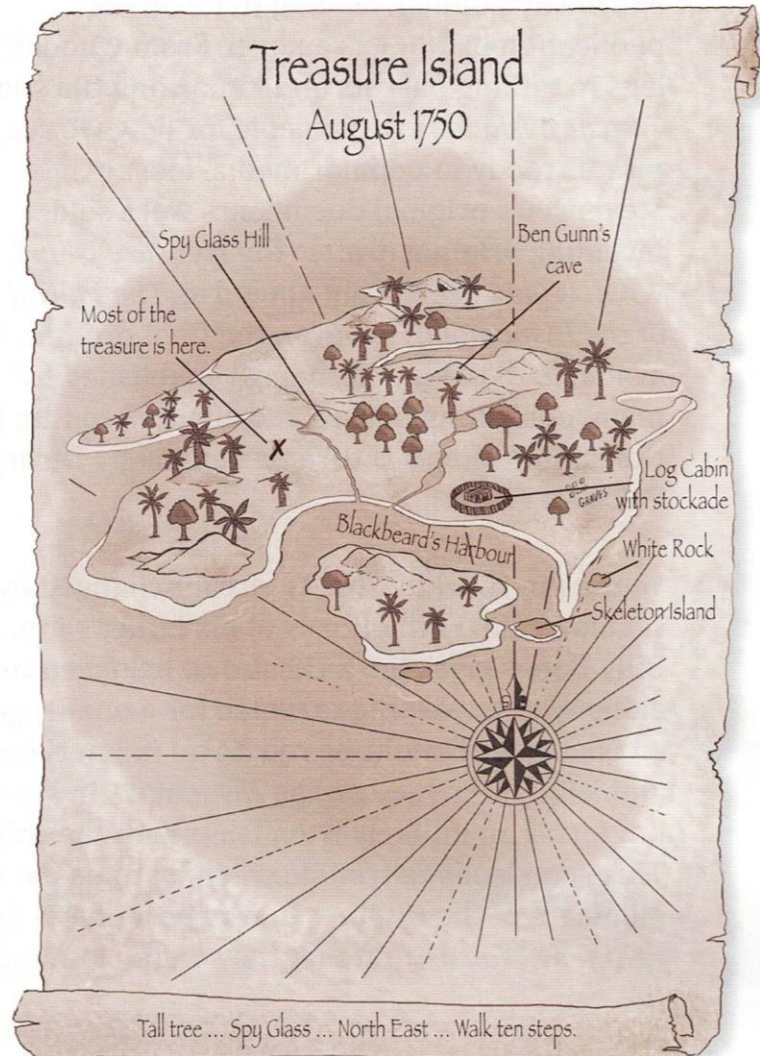 Treasure Island
August 1750
Spy Glass Hill
Ben Gunn's
cave
Most of the
treasure is here.
Log Cabin
with stockade
GRAVES
Blackbeard's Harbour
White Rock
Skeleton Island
Tall tree ... Spy Glass ... North East ... Walk ten steps.